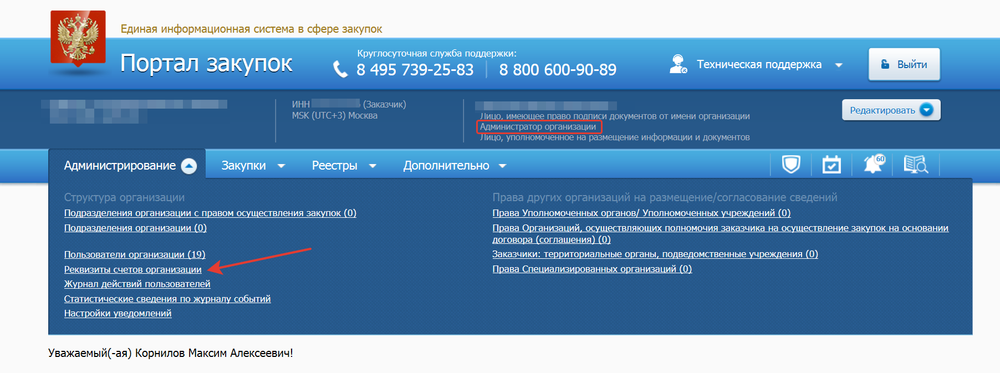 Единая информационная система в сфере закупок
Портал закупок
Круглосуточная служба поддержки:
8 495 739-25-83
8 800 600-90-89
Техническая поддержка
Выйти
ИНН (Заказчик)
MSK (UTC+3) Москва
Лицо, имеющее право подписи документов от имени организации
Администратор организации
Лицо, уполномоченное на размещение информации и документов
Редактировать
Администрирование
Закупки
Реестры
Дополнительно
60
Структура организации
Подразделения организации с правом осуществления закупок (0)
Подразделения организации (0)
Пользователи организации (19)
Реквизиты счетов организации
Журнал действий пользователей
Статистические сведения по журналу событий
Настройки уведомлений
Права других организаций на размещение/согласование сведений
Права Уполномоченных органов/ Уполномоченных учреждений (0)
Права Организаций, осуществляющих полномочия заказчика на осуществление закупок на основании
договора (соглашения) (0)
Заказчики: территориальные органы, подведомственные учреждения (0)
Права Специализированных организаций (0)
Уважаемый(-ая) Корнилов Максим Алексеевич!